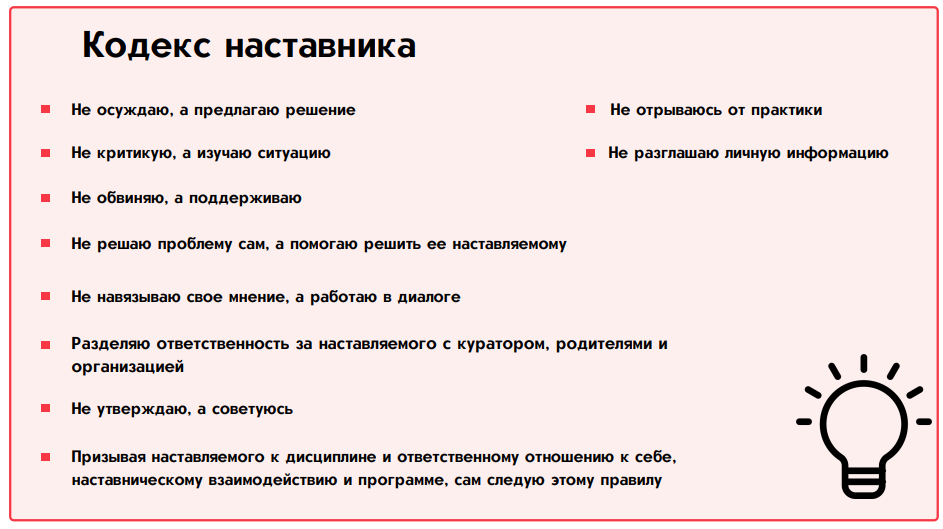 Кодекс наставника
Не осуждаю, а предлагаю решение
Не критикую, а изучаю ситуацию
Не обвиняю, а поддерживаю
Не решаю проблему сам, а помогаю решить ее наставляемому
Не навязываю свое мнение, а работаю в диалоге
Разделяю ответственность за наставляемого с куратором, родителями и
организацией
Не утверждаю, а советуюсь
Призывая наставляемого к дисциплине и ответственному отношению к себе,
наставническому взаимодействию и программе, сам следую этому правилу
Не отрываюсь от практики
Не разглашаю личную информацию